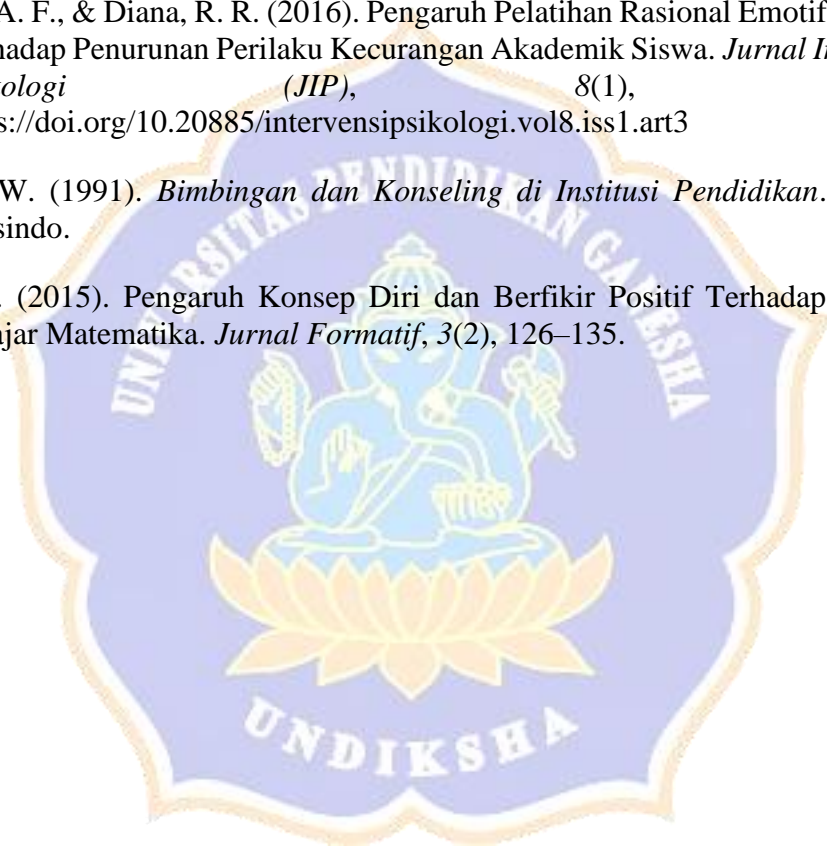 A. F., & Diana, R. R. (2016). Pengaruh Pelatihan Rasional Emotif
hadap Penurunan Perilaku Kecurangan Akademik Siswa. Jurnal In
kologi (JIP), 8(1),
s://doi.org/10.20885/intervensipsikologi.vol8.iss1.art3
W. (1991). Bimbingan dan Konseling di Institusi Pendidikan.
sindo.
. (2015). Pengaruh Konsep Diri dan Berfikir Positif Terhadap
ajar Matematika. Jurnal Formatif, 3(2), 126–135.
UNIVERSITAS PENDIDIKAN GANESHA
UNDIKSHA